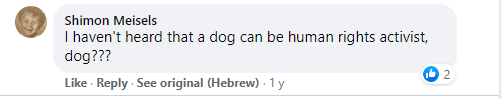 Shimon Meisels
I haven't heard that a dog can be human rights activist,
dog???
2
Like · Reply · See original (Hebrew) · 1 y